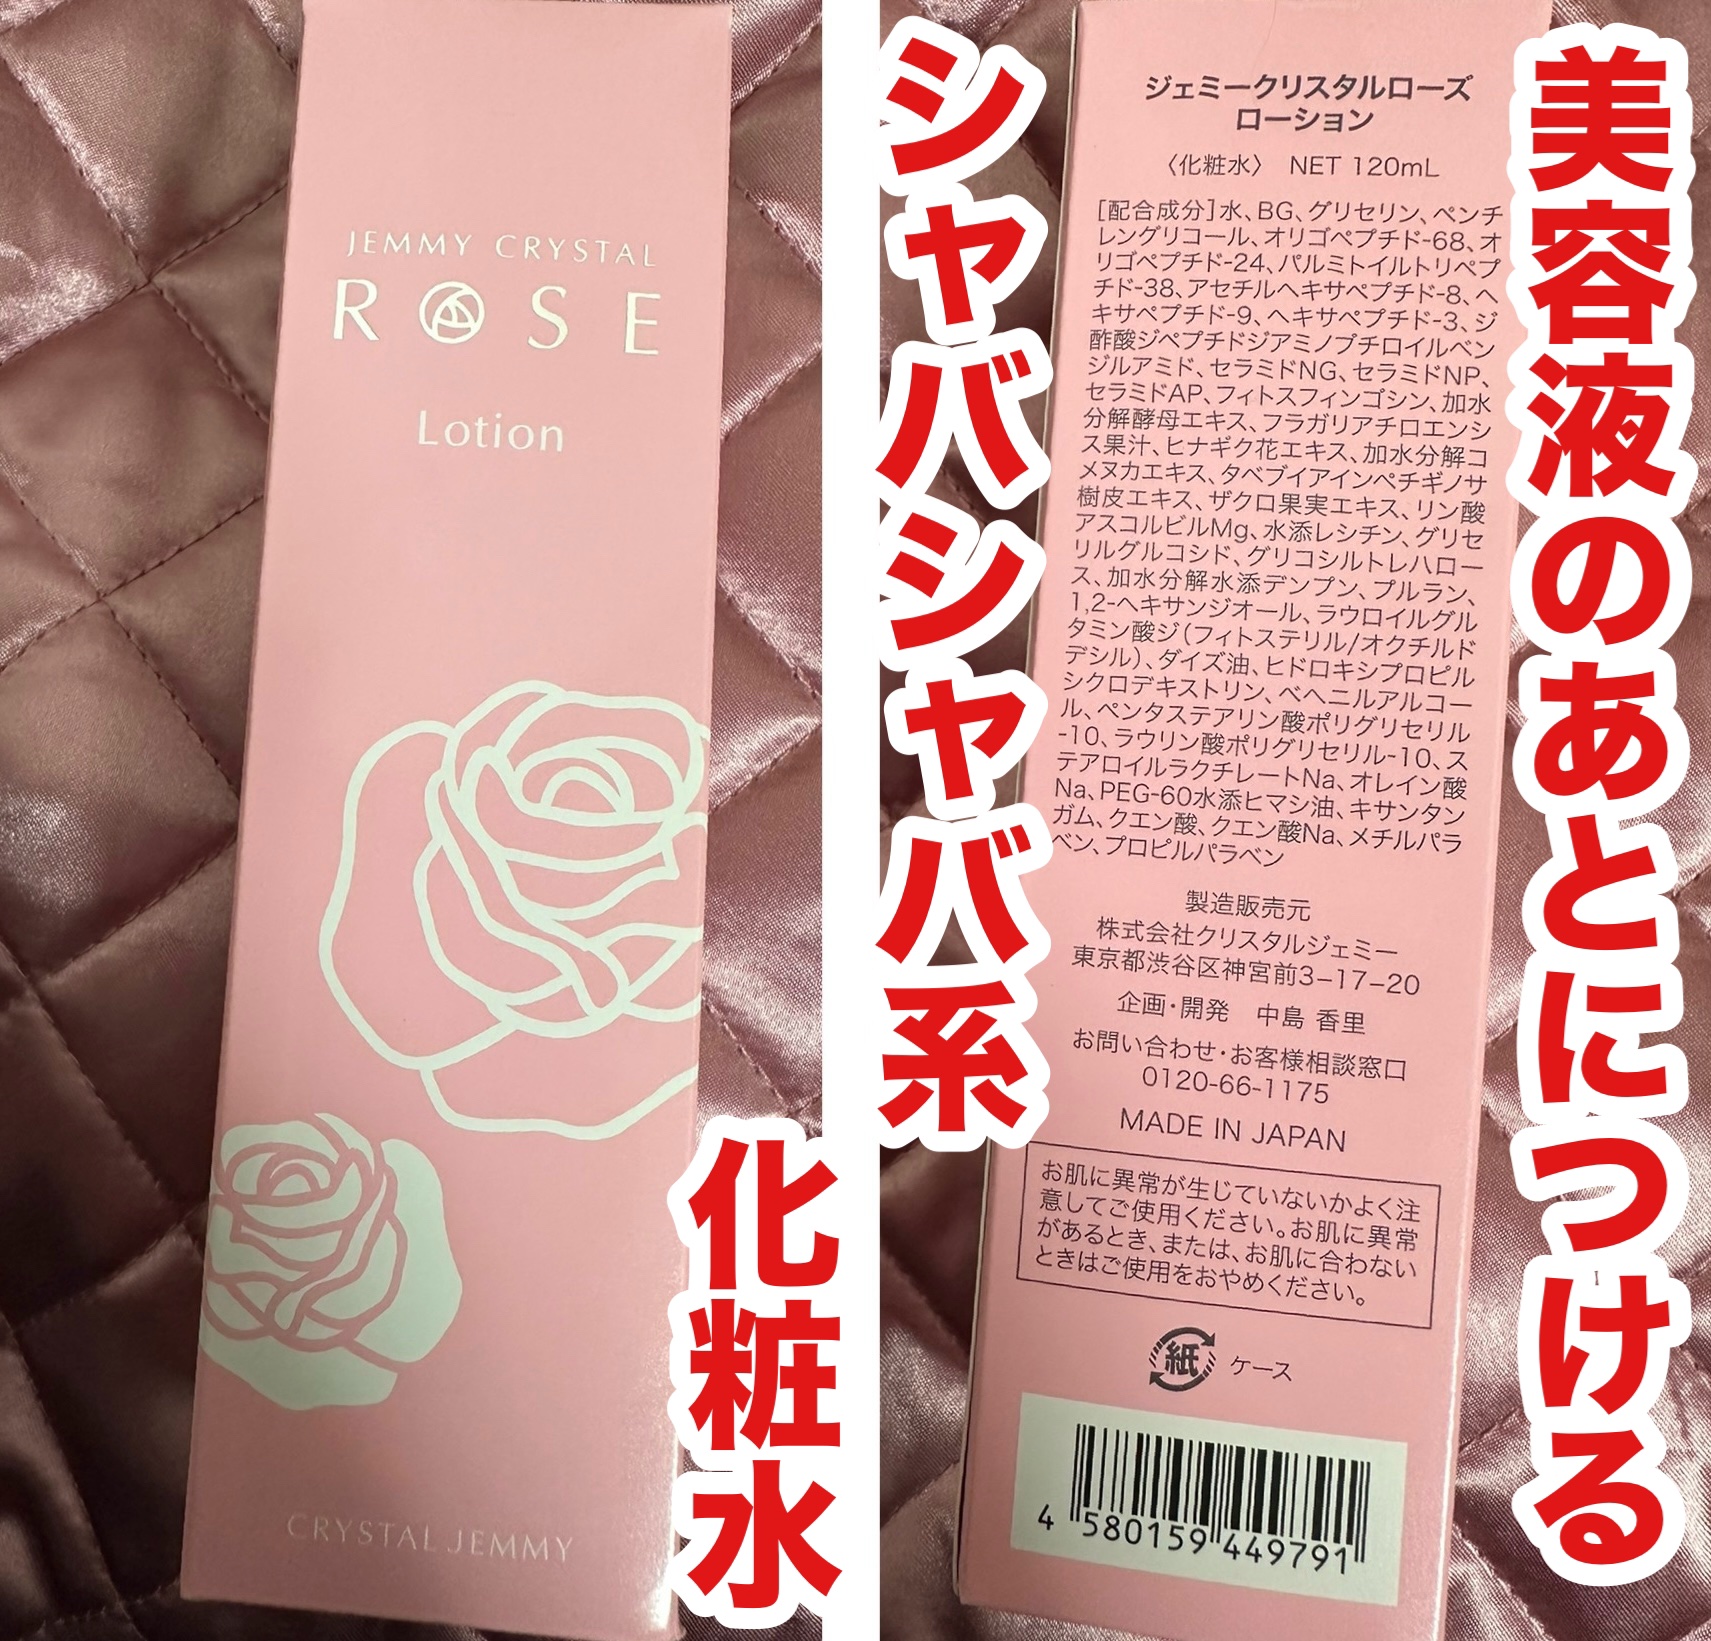 JEMMY CRYSTAL
ROSE
Lotion
CRYSTAL JEMMY
化粧水
美容液のあとにつける
シャバシャバ系
ジェミークリスタルローズ
ローション
〈化粧水〉 NET 120mL
[配合成分]水、BG、グリセリン、ペンチ
レングリコール、オリゴペプチド-68、オ
リゴペプチド-24、パルミトイルトリペプ
チド-38、アセチルヘキサペプチド-8、ヘ
キサペプチド-9、ヘキサペプチド-3、ジ
酢酸ジペプチドジアミノブチロイルベン
ジルアミド、セラミドNG、セラミドNP、
セラミドAP、フィトスフィンゴシン、加水
分解酵母エキス、フラガリアチロエンシ
ス果汁、ヒナギク花エキス、加水分解コ
メヌカエキス、タベブイアインペチギノサ
樹皮エキス、ザクロ果実エキス、リン酸
アスコルビルMg、水添レシチン、グリセ
リルグルコシド、グリコシルトレハロー
ス、加水分解水添デンプン、プルラン、
1,2-ヘキサンジオール、ラウロイルグル
タミン酸ジ(フィトステリル/オクチルド
デシル)、ダイズ油、ヒドロキシプロピル
シクロデキストリン、ベヘニルアルコー
ル、ペンタステアリン酸ポリグリセリル
-10、ラウリン酸ポリグリセリル-10、ス
テアロイルラクチレートNa、オレイン酸
Na、PEG-60水添ヒマシ油、キサンタン
ガム、クエン酸、クエン酸Na、メチルパラ
ベン、プロピルパラベン
製造販売元
株式会社クリスタルジェミー
東京都渋谷区神宮前3-17-20
企画・開発 中島 香里
お問い合わせ・お客様相談窓口
0120-66-1175
MADE IN JAPAN
お肌に異常が生じていないかよく注
意してご使用ください。お肌に異常
があるとき、または、お肌に合わない
ときはご使用をおやめください。
紙 ケース
4 580159 449791